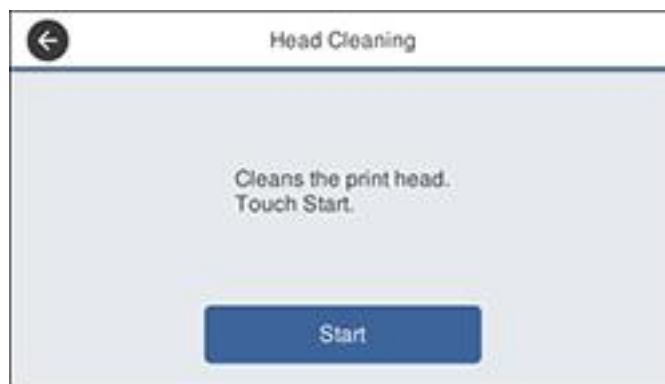 Head Cleaning
Cleans the print head.
Touch Start.
Start